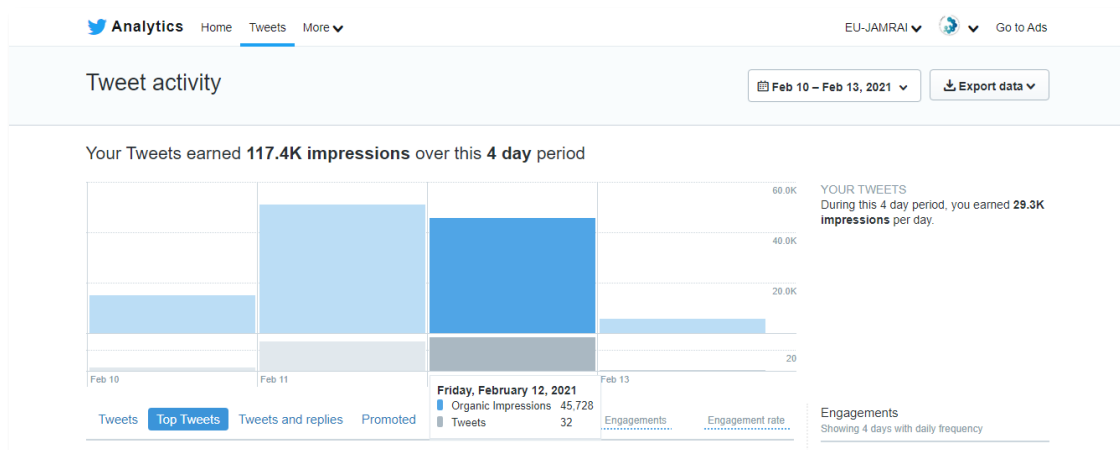 Analytics Home Tweets More EU-JAMRAI Go to Ads
Tweet activity
Feb 10 – Feb 13, 2021 Export data
Your Tweets earned 117.4K impressions over this 4 day period
60.0K
40.0K
20.0K
20
Feb 10 Feb 11 Feb 13
YOUR TWEETS
During this 4 day period, you earned 29.3K
impressions per day.
Friday, February 12, 2021
Organic Impressions 45,728
Tweets 32
Tweets Top Tweets Tweets and replies Promoted Engagements Engagement rate
Engagements
Showing 4 days with daily frequency